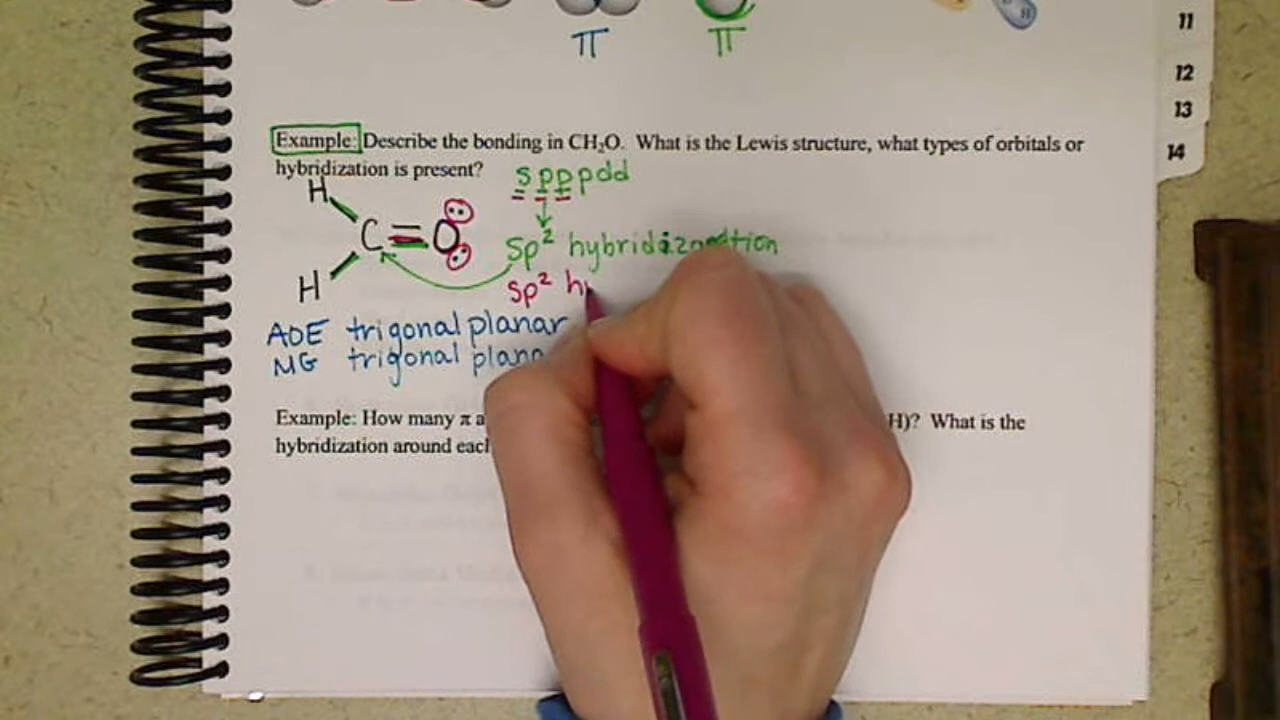 π π
11
12
13
14
Example: Describe the bonding in CH₂O. What is the Lewis structure, what types of orbitals or
hybridization is present?
s p p p d d
H
C = O
H
sp² hybridization
sp² h
AOE trigonal planar
MG trigonal plana
Example: How many π a H)? What is the
hybridization around each